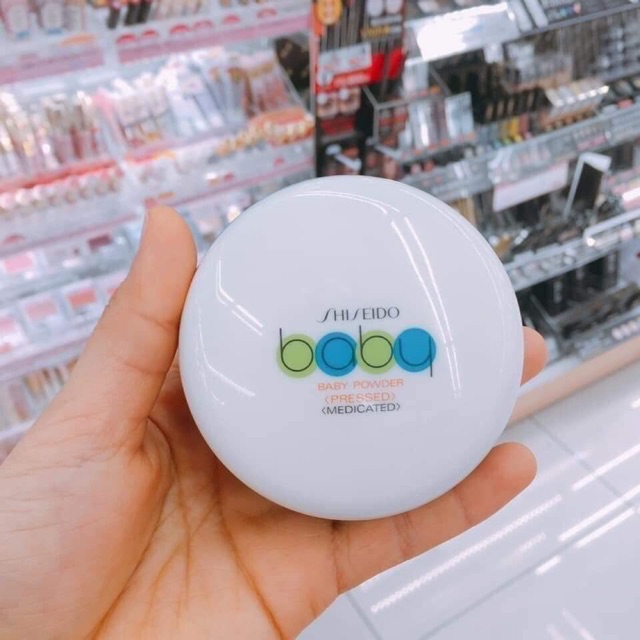 SHISEIDO
baby
BABY POWDER
〈PRESSED〉
〈MEDICATED〉